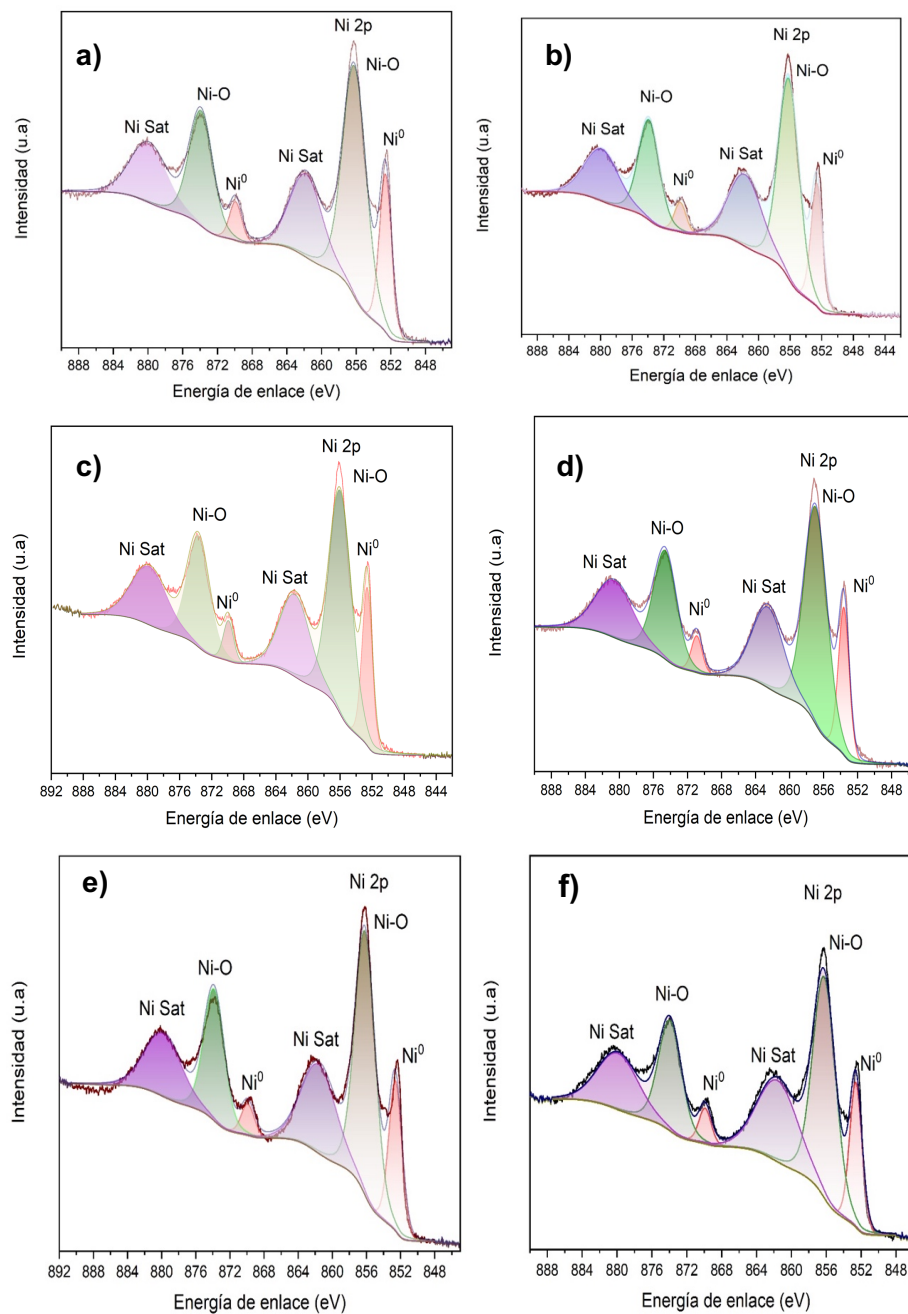 a)
Ni 2p
Ni-O
Ni-O
Ni Sat
Ni Sat
Ni⁰
Ni⁰
Intensidad (u.a)
888 884 880 876 872 868 864 860 856 852 848
Energía de enlace (eV)
b)
Ni 2p
Ni-O
Ni-O
Ni Sat
Ni Sat
Ni⁰
Ni⁰
Intensidad (u.a)
888 884 880 876 872 868 864 860 856 852 848 844
Energía de enlace (eV)
c)
Ni 2p
Ni-O
Ni-O
Ni Sat
Ni Sat
Ni⁰
Ni⁰
Intensidad (u.a)
892 888 884 880 876 872 868 864 860 856 852 848 844
Energía de enlace (eV)
d)
Ni 2p
Ni-O
Ni-O
Ni Sat
Ni Sat
Ni⁰
Ni⁰
Intensidad (u.a)
888 884 880 876 872 868 864 860 856 852 848
Energía de enlace (eV)
e)
Ni 2p
Ni-O
Ni-O
Ni Sat
Ni Sat
Ni⁰
Ni⁰
Intensidad (u.a)
892 888 884 880 876 872 868 864 860 856 852 848
Energía de enlace (eV)
f)
Ni 2p
Ni-O
Ni-O
Ni Sat
Ni Sat
Ni⁰
Ni⁰
Intensidad (u.a)
888 884 880 876 872 868 864 860 856 852 848
Energía de enlace (eV)